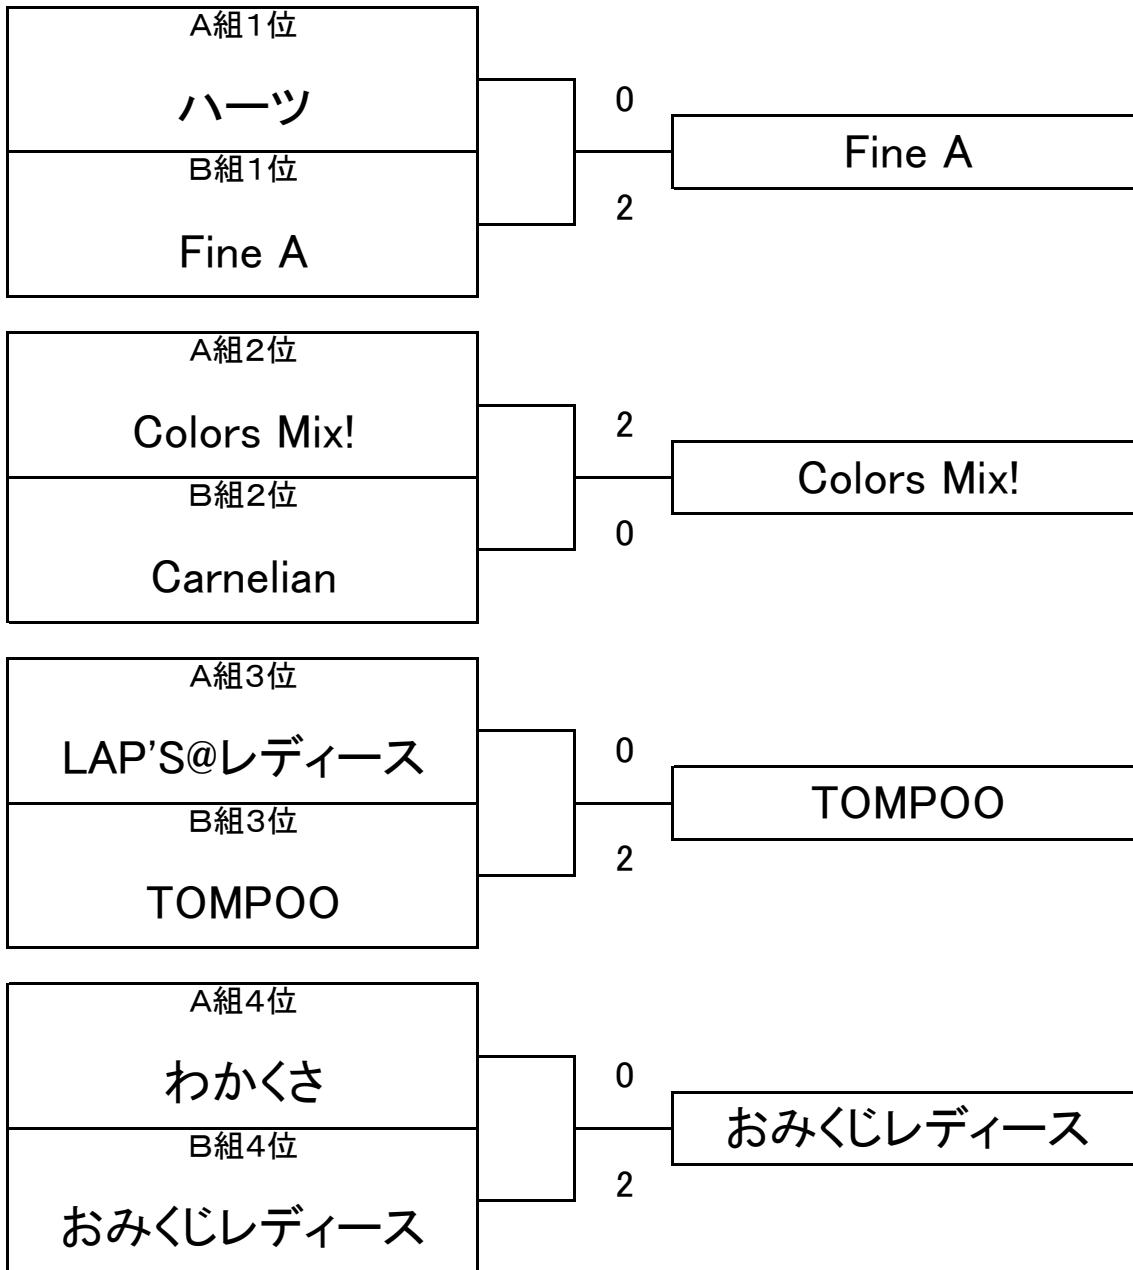 A組1位
ハーツ
0
Fine A
B組1位
2
Fine A
A組2位
Colors Mix!
2
Colors Mix!
B組2位
0
Carnelian
A組3位
LAP'S@レディース
0
TOMPOO
B組3位
2
TOMPOO
A組4位
わかくさ
0
おみくじレディース
B組4位
2
おみくじレディース